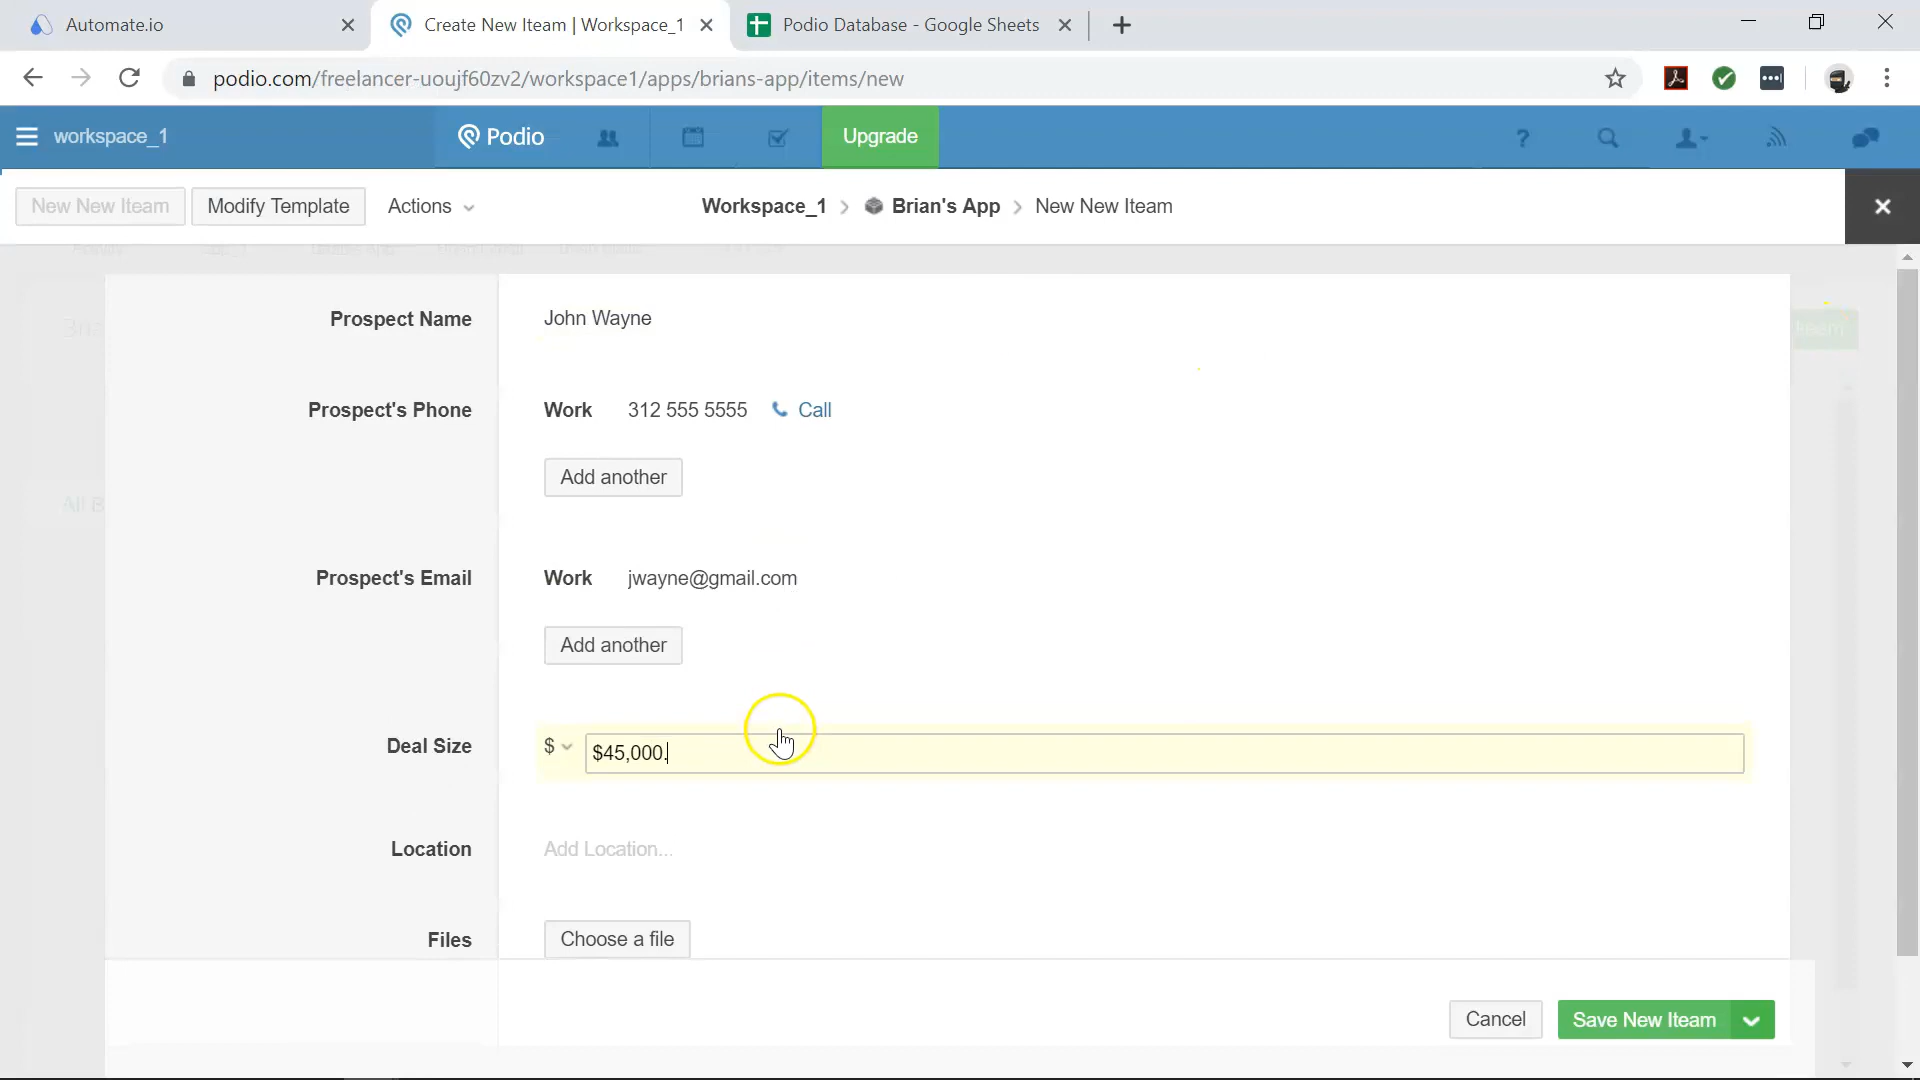 Automate.io
Create New Iteam | Workspace_1
Podio Database - Google Sheets
podio.com/freelancer-uoujf60zv2/workspace1/apps/brians-app/items/new
workspace_1
Podio
Upgrade
New New Iteam
Modify Template
Actions
Workspace_1 > Brian's App > New New Iteam
Prospect Name
John Wayne
Prospect's Phone
Work 312 555 5555 Call
Add another
Prospect's Email
Work jwayne@gmail.com
Add another
Deal Size
$ $45,000.
Location
Add Location...
Files
Choose a file
Cancel
Save New Iteam